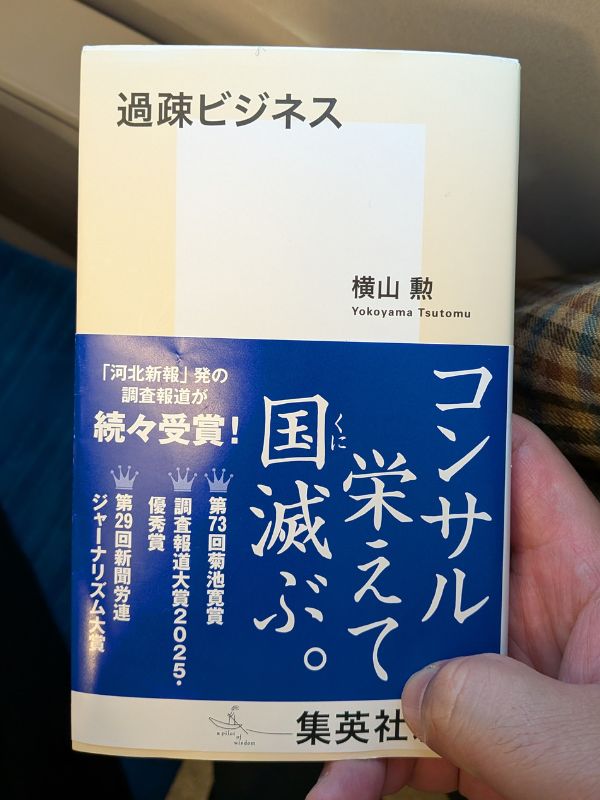 過疎ビジネス
横山 勲
Yokoyama Tsutomu
「河北新報」発の
調査報道が
続々受賞!
コンサル
栄えて
国滅ぶ。
くに
第73回菊池寛賞
調査報道大賞2025・
優秀賞
第29回新聞労連
ジャーナリズム大賞
a pilot of wisdom
集英社